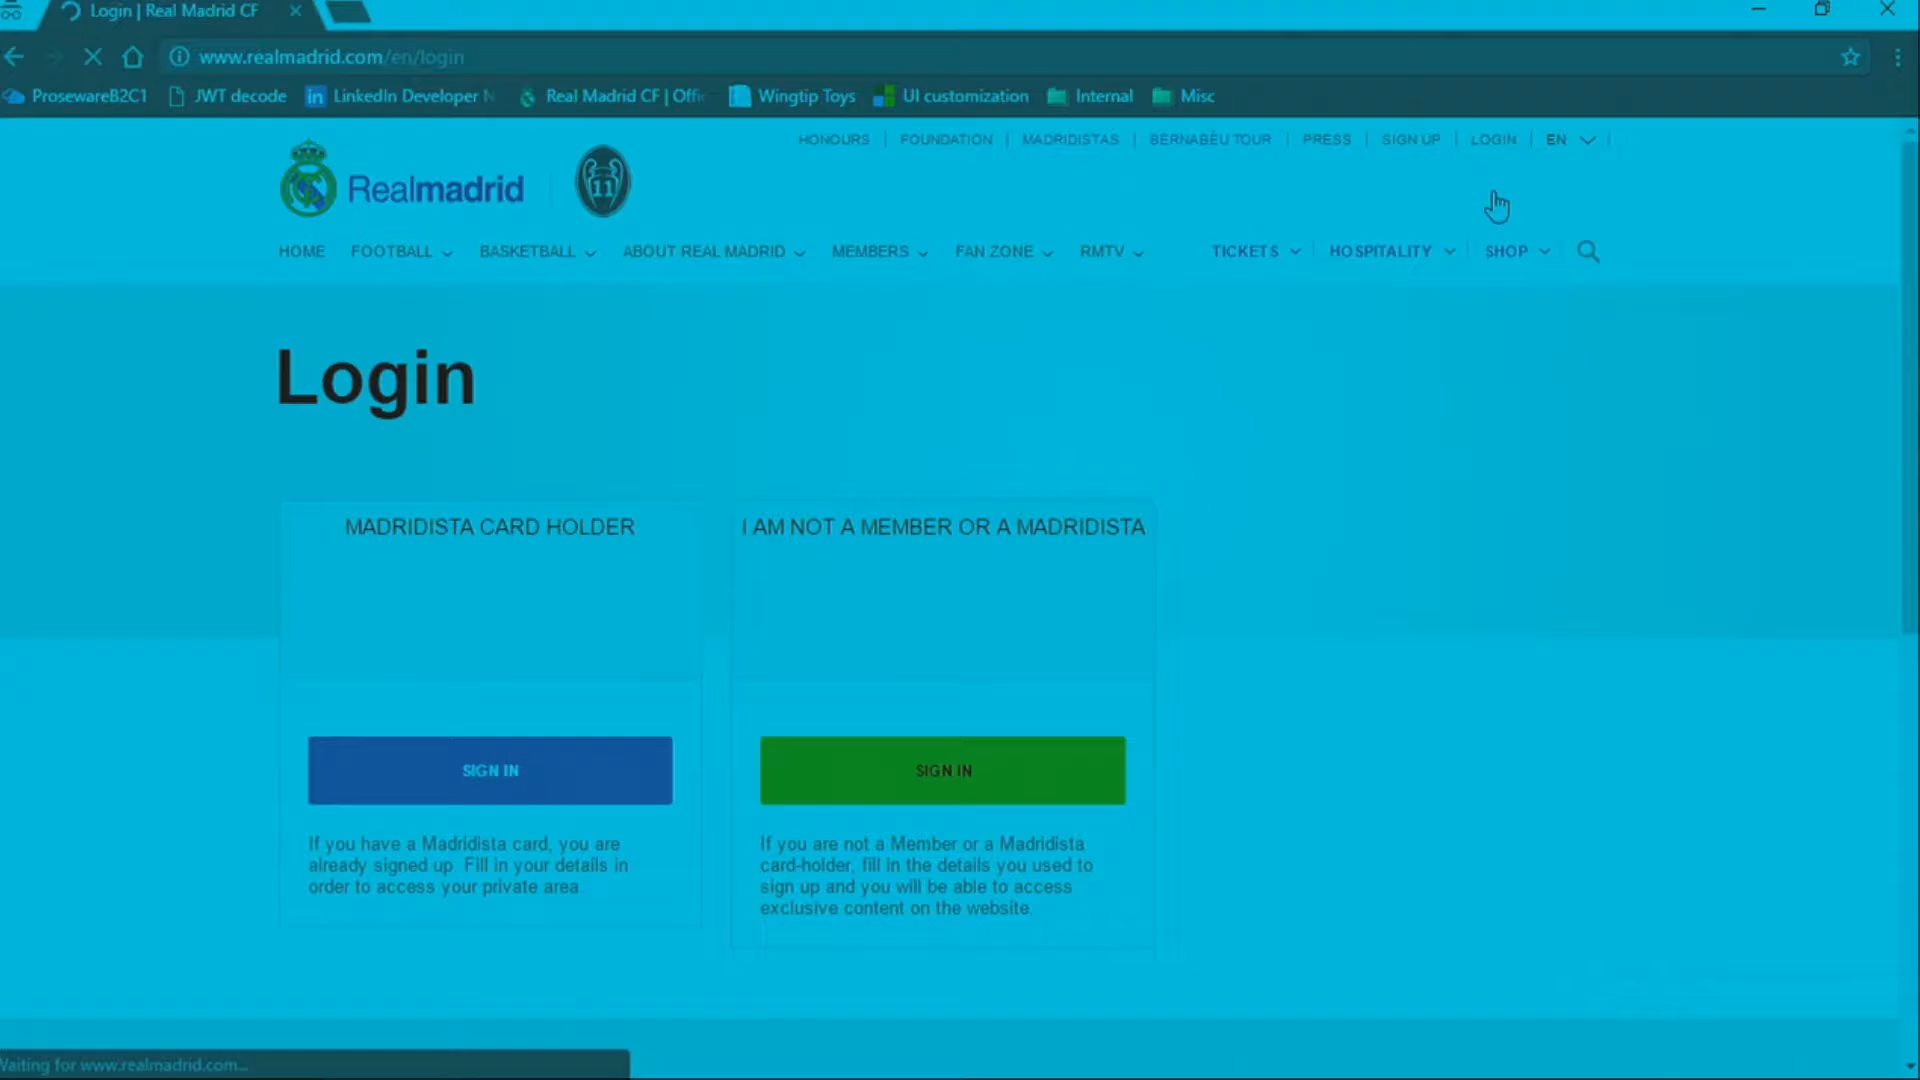 Login | Real Madrid CF
www.realmadrid.com/en/login
ProsewareB2C1 JWT decode in LinkedIn Developer N Real Madrid CF | Offic Wingtip Toys UI customization Internal Misc
HONOURS | FOUNDATION | MADRIDISTAS | BERNABÉU TOUR | PRESS | SIGN UP | LOGIN | EN
Realmadrid 11
HOME FOOTBALL BASKETBALL ABOUT REAL MADRID MEMBERS FAN ZONE RMTV TICKETS HOSPITALITY SHOP
Login
MADRIDISTA CARD HOLDER
SIGN IN
If you have a Madridista card, you are
already signed up. Fill in your details in
order to access your private area
I AM NOT A MEMBER OR A MADRIDISTA
SIGN IN
If you are not a Member or a Madridista
card-holder, fill in the details you used to
sign up and you will be able to access
exclusive content on the website.
Waiting for www.realmadrid.com...